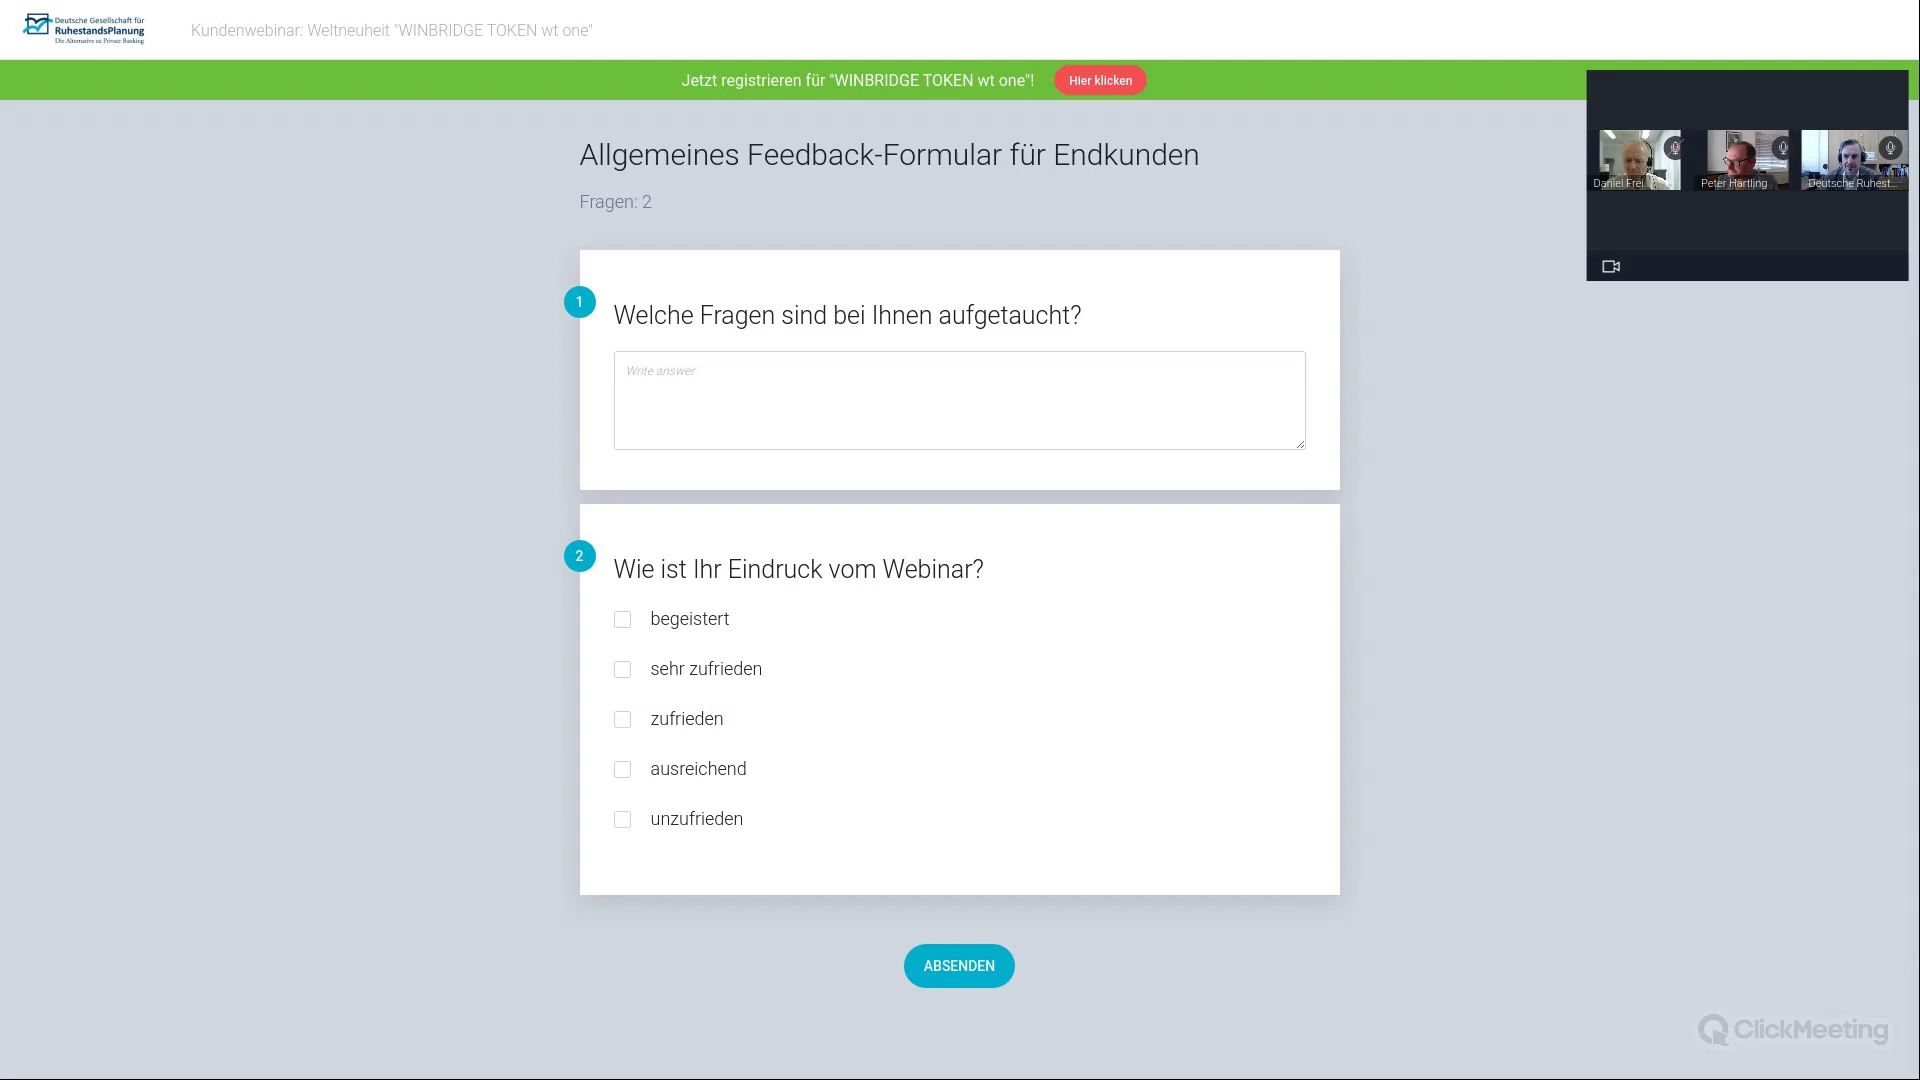 Deutsche Gesellschaft für
RuhestandsPlanung
Die Alternative zu Private Banking
Kundenwebinar: Weltneuheit "WINBRIDGE TOKEN wt one"
Jetzt registrieren für "WINBRIDGE TOKEN wt one"!
Hier klicken
Daniel Frei
Peter Härtling
Deutsche Ruhest...
Allgemeines Feedback-Formular für Endkunden
Fragen: 2
1
Welche Fragen sind bei Ihnen aufgetaucht?
Write answer
2
Wie ist Ihr Eindruck vom Webinar?
begeistert
sehr zufrieden
zufrieden
ausreichend
unzufrieden
ABSENDEN
ClickMeeting